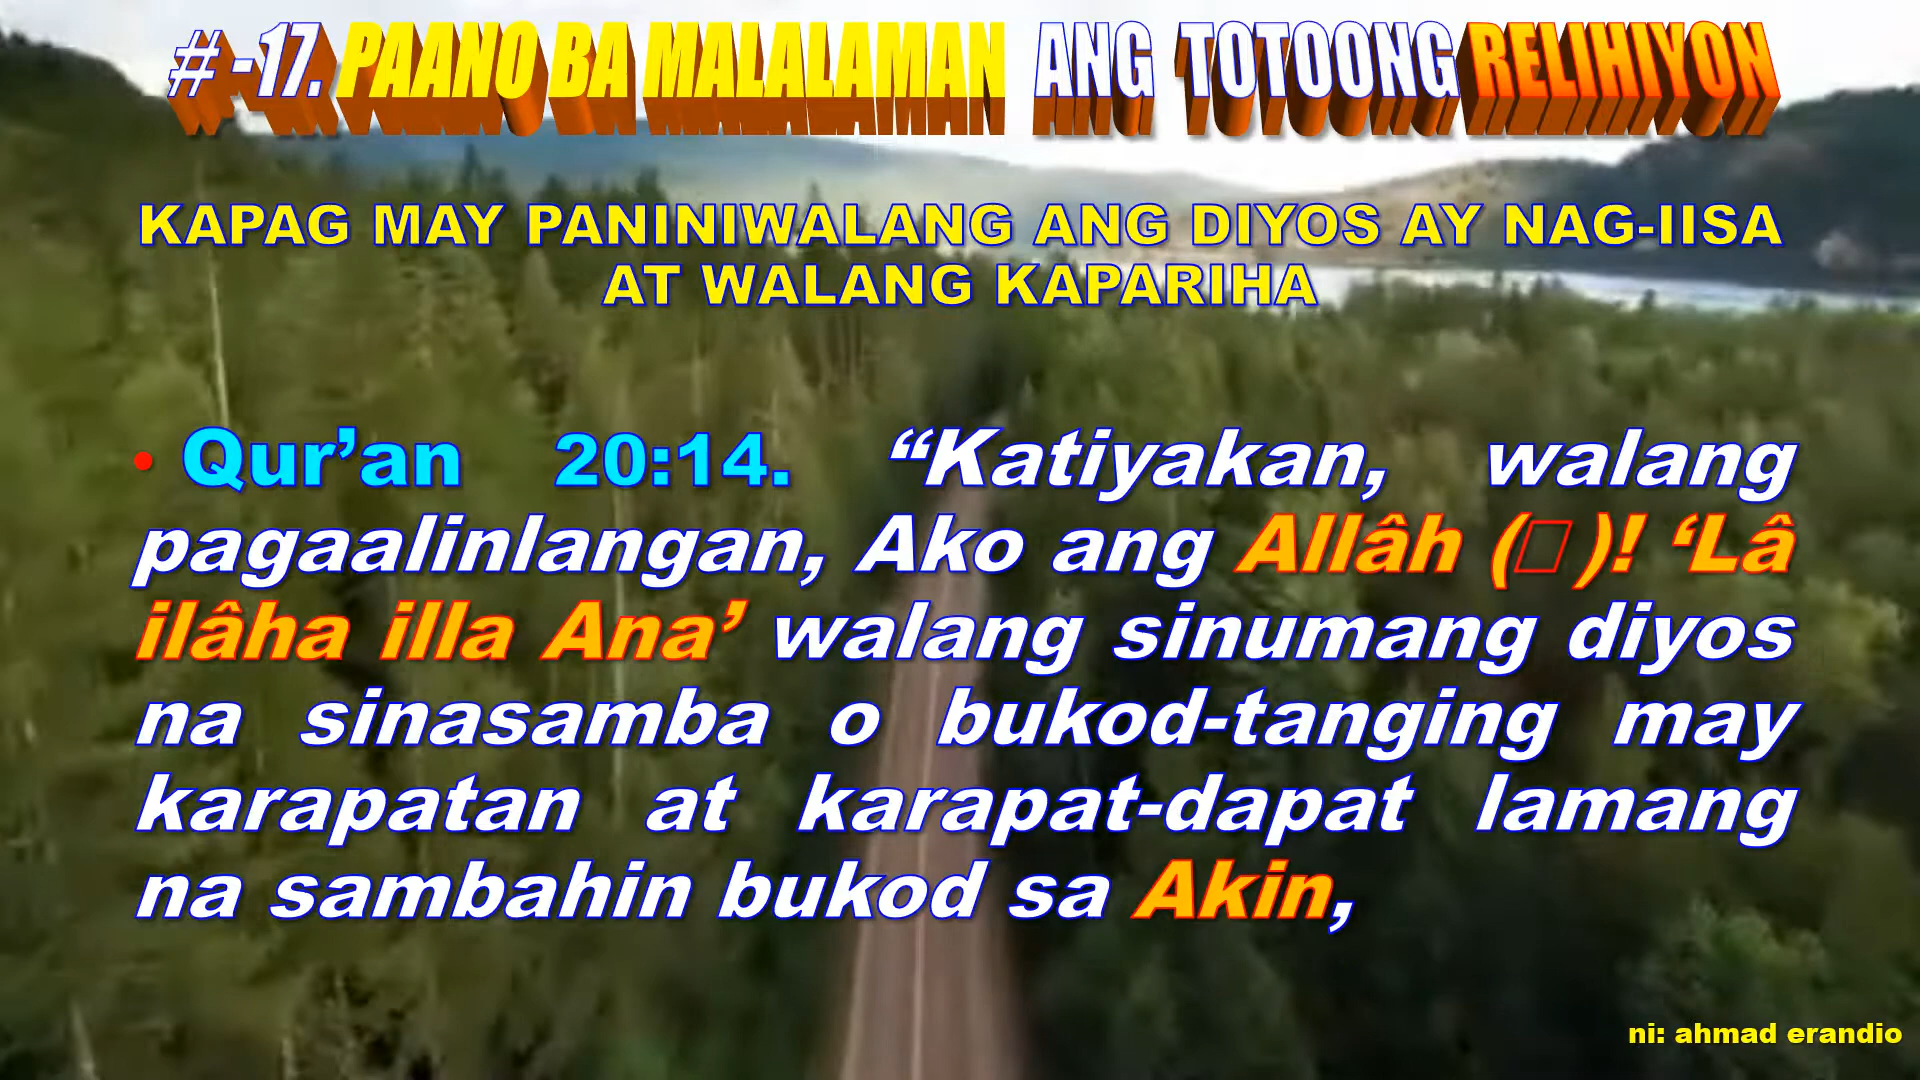 # -17. PAANO BA MALALAMAN ANG TOTOONG RELIHIYON
KAPAG MAY PANINIWALANG ANG DIYOS AY NAG-IISA
AT WALANG KAPARIHA
• Qur’an 20:14. “Katiyakan, walang
pagaalinlangan, Ako ang Allâh (□)! ‘Lâ
ilâha illa Ana’ walang sinumang diyos
na sinasamba o bukod-tanging may
karapatan at karapat-dapat lamang
na sambahin bukod sa Akin,
ni: ahmad erandio